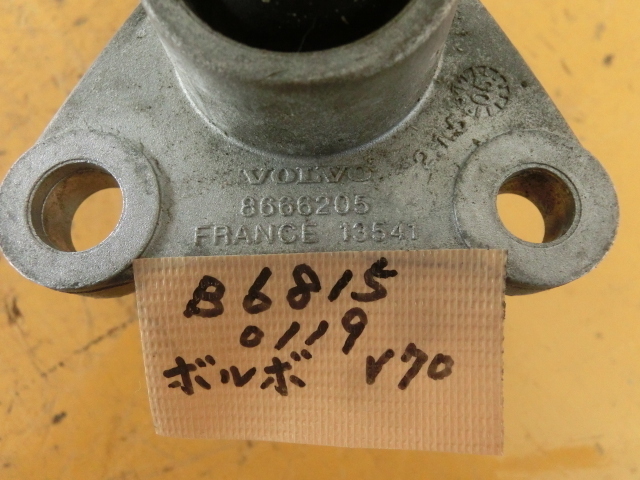 VOLVO
8666205
FRANCE 13541
B6815
0119
ボルボ V70